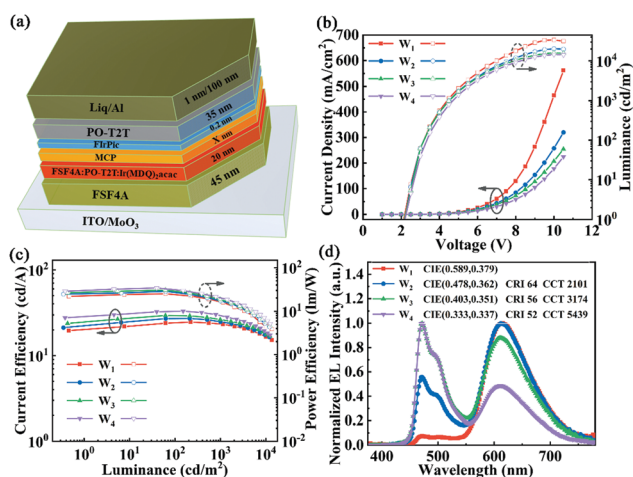 (a)
Liq/Al
1 nm/100 nm
PO-T2T
35 nm
FIrPic
0.2 nm
MCP
X nm
FSF4A:PO-T2T:Ir(MDQ)₂acac
20 nm
FSF4A
45 nm
ITO/MoO₃
(b)
Current Density (mA/cm²)
700
650
600
550
500
450
400
350
300
250
200
150
100
50
0
W₁
W₂
W₃
W₄
10⁴
10³
10²
10¹
10⁰
Luminance (cd/m²)
0 2 4 6 8 10 12
Voltage (V)
(c)
Current Efficiency (cd/A)
10²
10¹
10⁰
W₁
W₂
W₃
W₄
10²
10¹
10⁰
10⁻¹
10⁻²
Power Efficiency (lm/W)
10⁰ 10¹ 10² 10³ 10⁴
Luminance (cd/m²)
(d)
Normalized EL Intensity (a.u.)
1.4
1.2
1.0
0.8
0.6
0.4
0.2
0.0
W₁ CIE(0.589,0.379)
W₂ CIE(0.478,0.362) CRI 64 CCT 2101
W₃ CIE(0.403,0.351) CRI 56 CCT 3174
W₄ CIE(0.333,0.337) CRI 52 CCT 5439
400 500 600 700
Wavelength (nm)